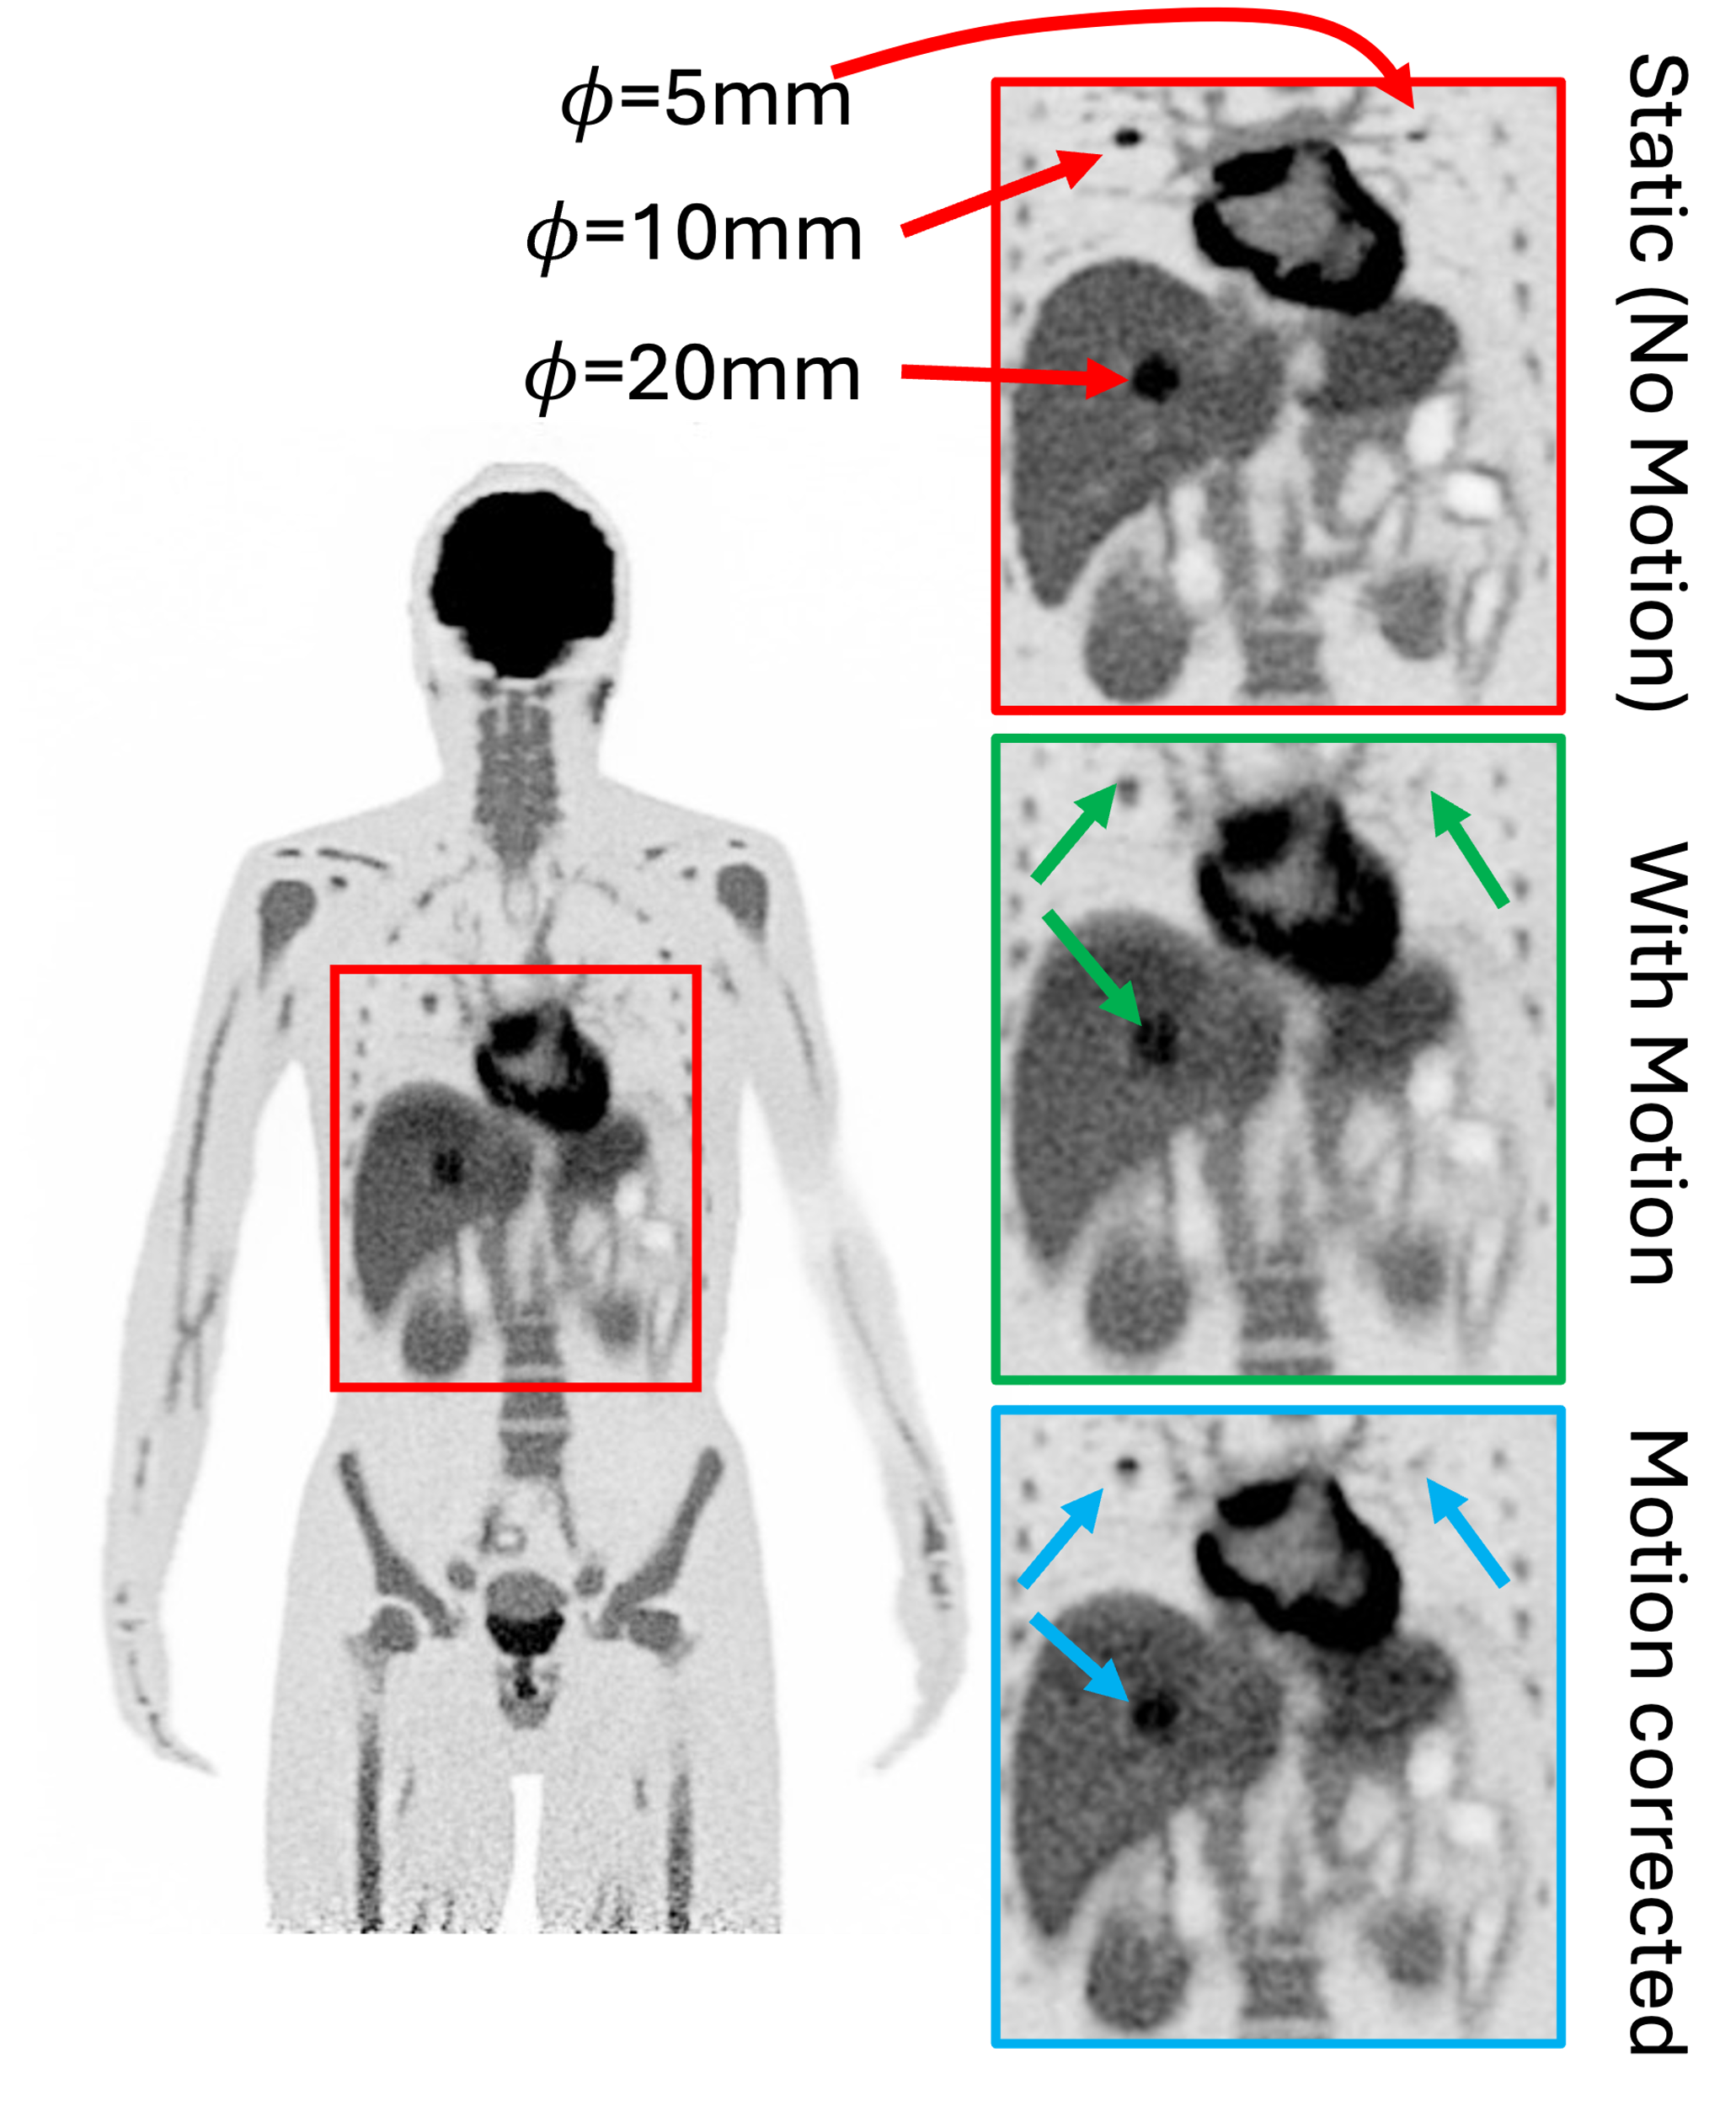 ϕ=5mm
ϕ=10mm
ϕ=20mm
Static (No Motion)
With Motion
Motion corrected